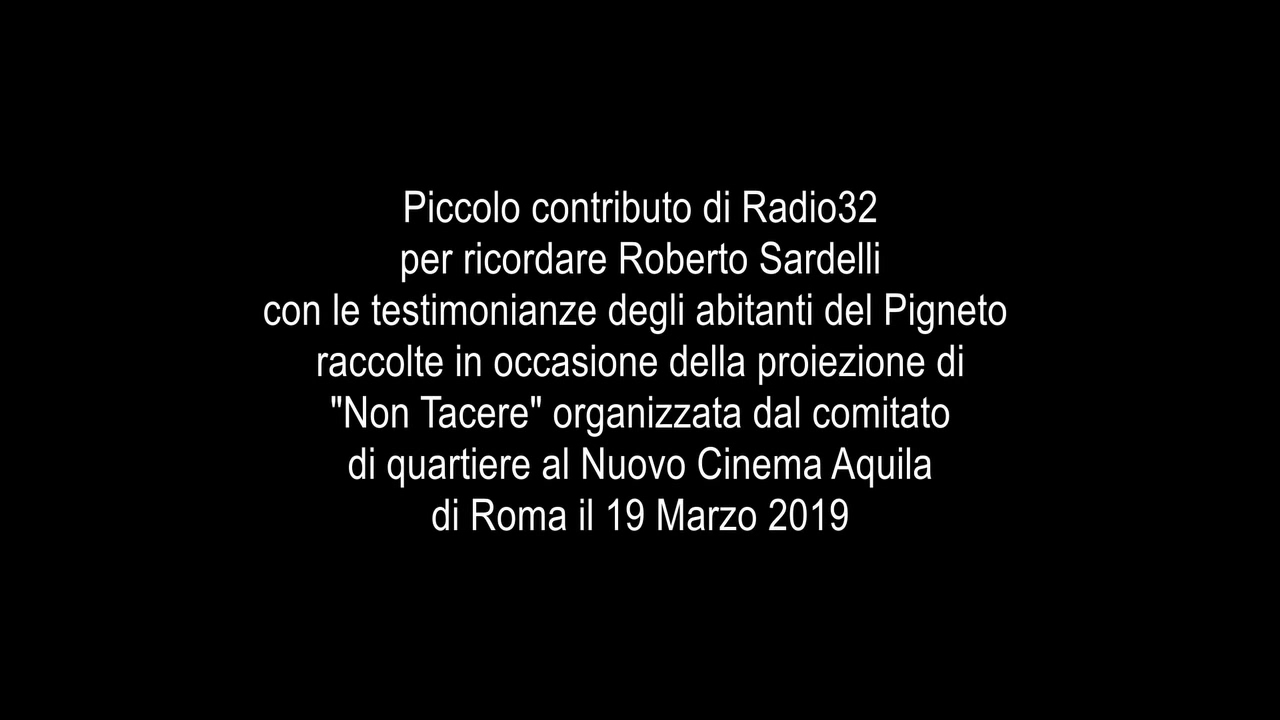 Piccolo contributo di Radio32
per ricordare Roberto Sardelli
con le testimonianze degli abitanti del Pigneto
raccolte in occasione della proiezione di
"Non Tacere" organizzata dal comitato
di quartiere al Nuovo Cinema Aquila
di Roma il 19 Marzo 2019